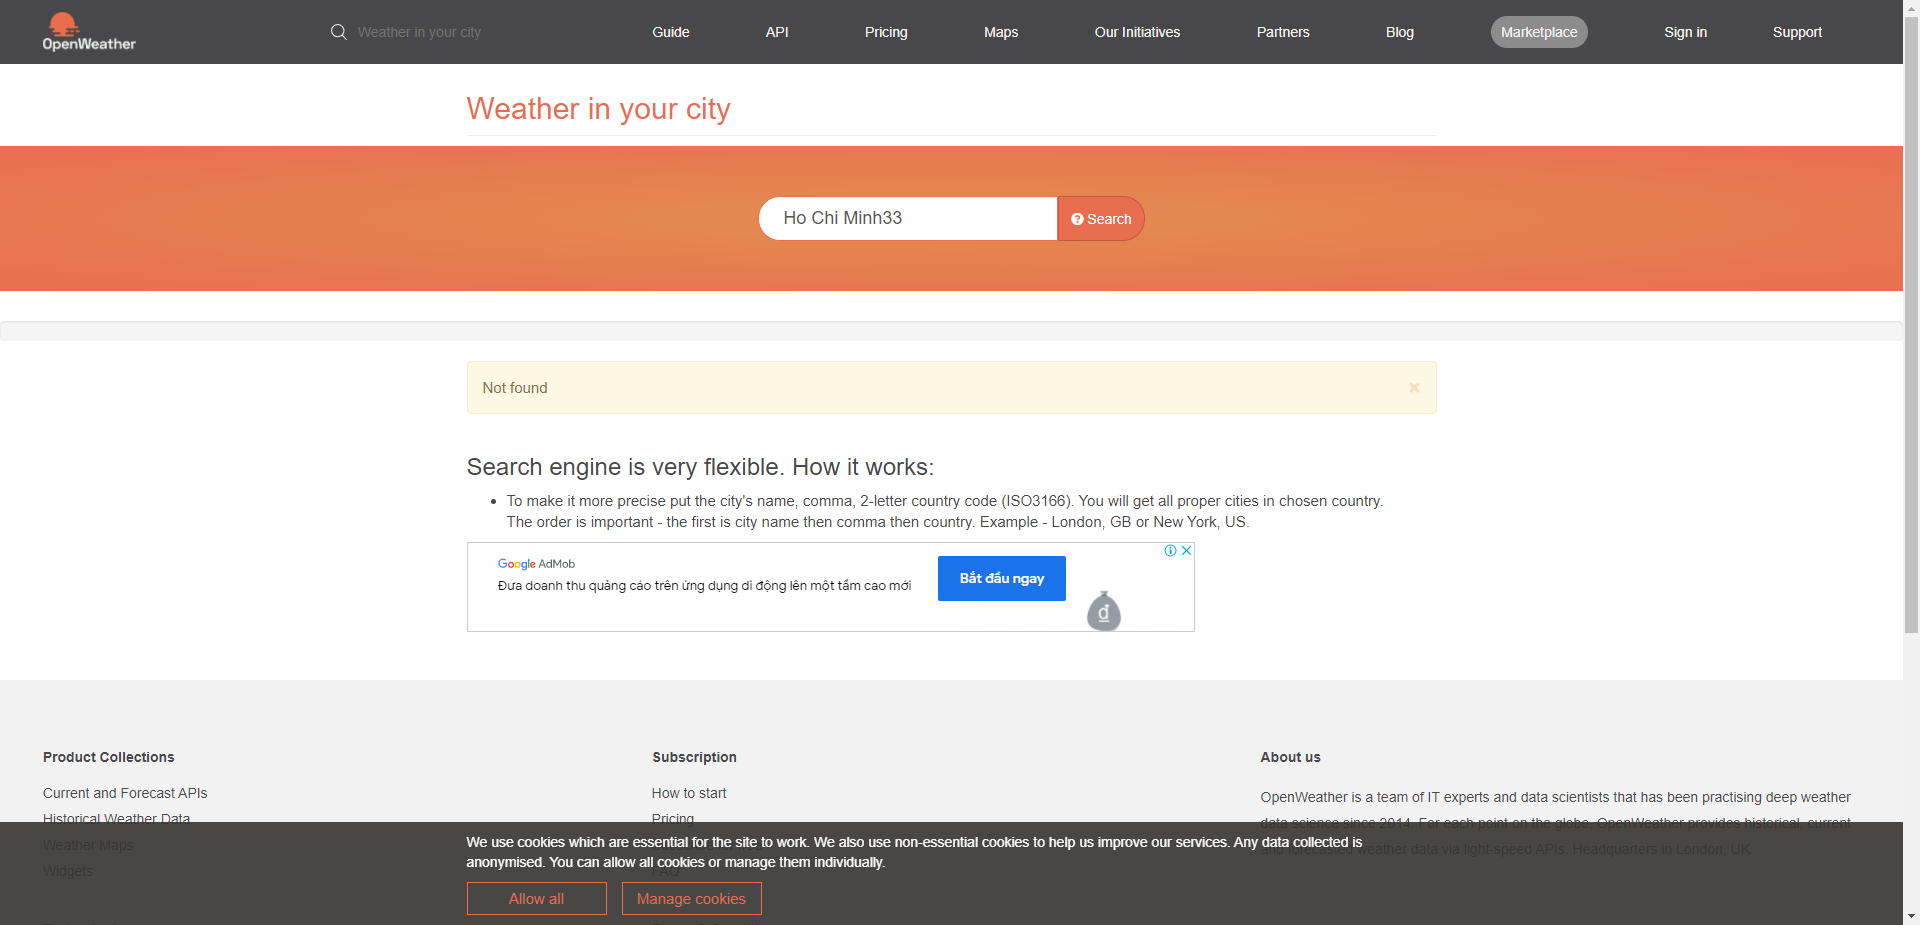 OpenWeather
Weather in your city
Guide
API
Pricing
Maps
Our Initiatives
Partners
Blog
Marketplace
Sign in
Support
Weather in your city
Ho Chi Minh33
Search
Not found
Search engine is very flexible. How it works:
To make it more precise put the city's name, comma, 2-letter country code (ISO3166). You will get all proper cities in chosen country.
The order is important - the first is city name then comma then country. Example - London, GB or New York, US.
Google AdMob
Đưa doanh thu quảng cáo trên ứng dụng di động lên một tầm cao mới
Bắt đầu ngay
đ
Product Collections
Current and Forecast APIs
Historical Weather Data
Weather Maps
Widgets
Subscription
How to start
Pricing
FAQ
About us
OpenWeather is a team of IT experts and data scientists that has been practising deep weather
data science since 2014. For each point on the globe, OpenWeather provides historical, current
and forecasted weather data via light-speed APIs. Headquarters in London, UK.
We use cookies which are essential for the site to work. We also use non-essential cookies to help us improve our services. Any data collected is
anonymised. You can allow all cookies or manage them individually.
Allow all
Manage cookies